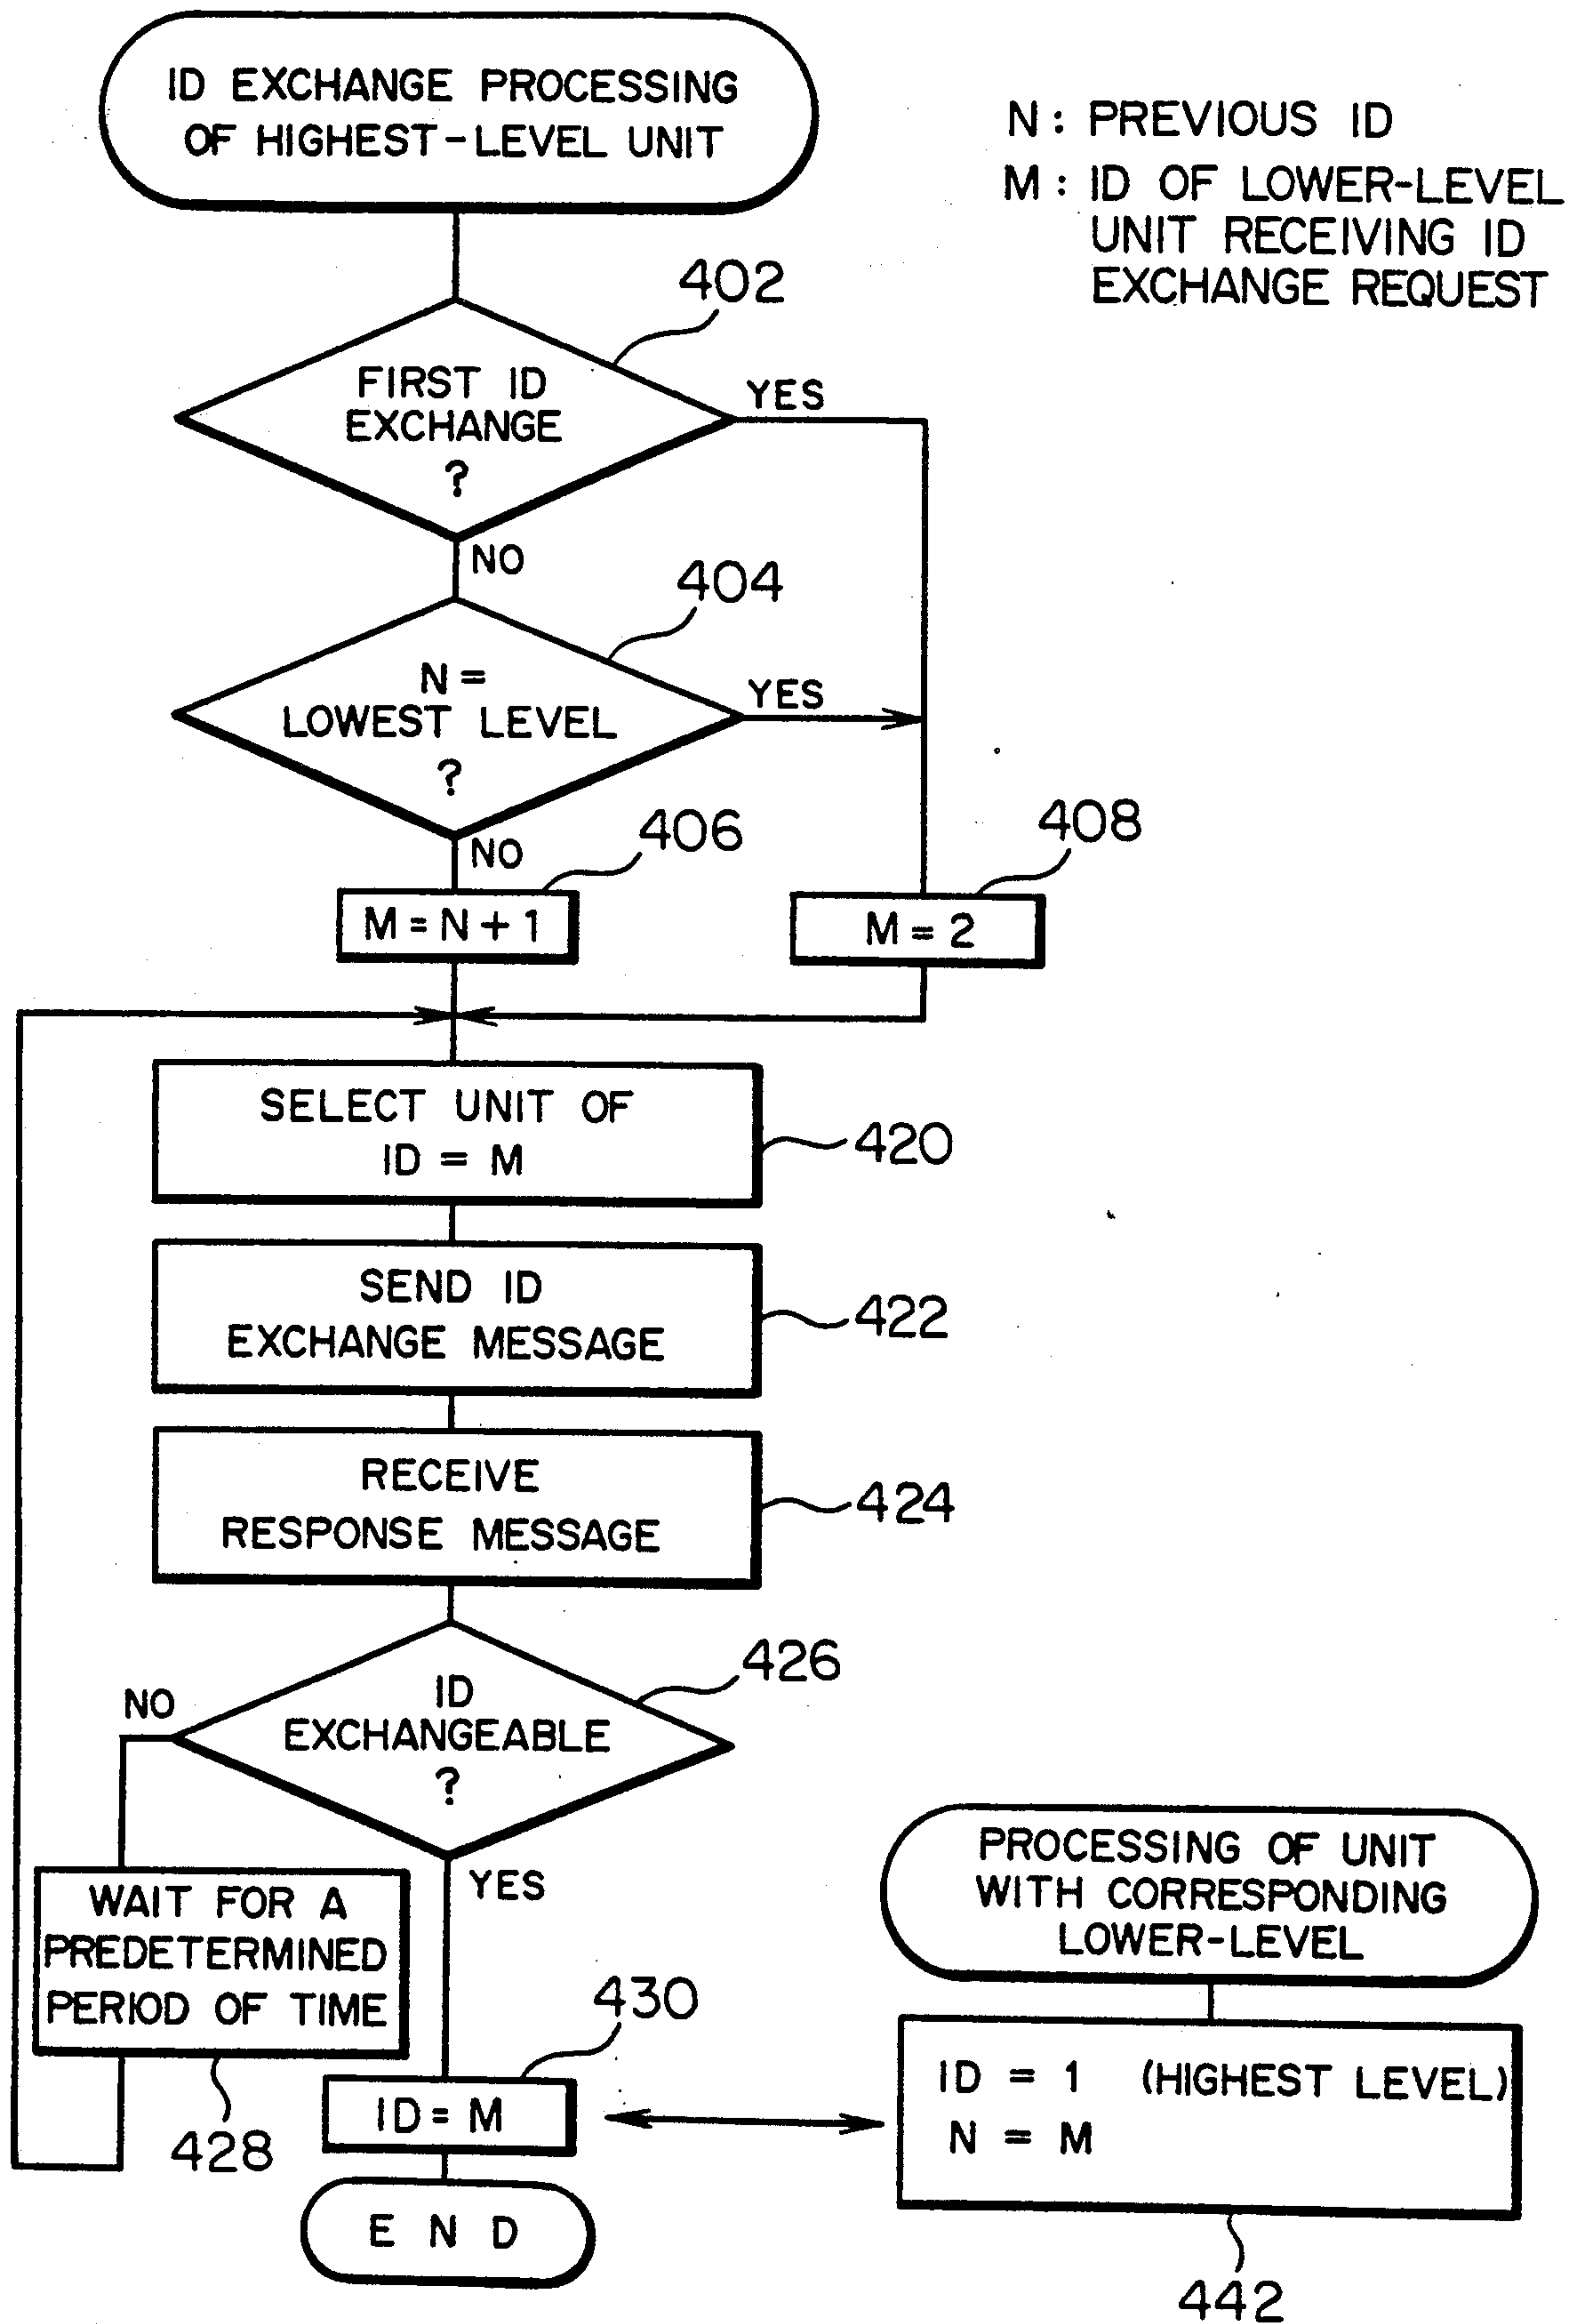 ID EXCHANGE PROCESSING
OF HIGHEST-LEVEL UNIT
N : PREVIOUS ID
M : ID OF LOWER-LEVEL
UNIT RECEIVING ID
EXCHANGE REQUEST
402
FIRST ID
EXCHANGE
?
YES
NO
404
N =
LOWEST LEVEL
?
YES
NO
406
M = N + 1
408
M = 2
SELECT UNIT OF
ID = M
420
SEND ID
EXCHANGE MESSAGE
422
RECEIVE
RESPONSE MESSAGE
424
426
ID
EXCHANGEABLE
?
NO
YES
WAIT FOR A
PREDETERMINED
PERIOD OF TIME
428
430
ID = M
END
PROCESSING OF UNIT
WITH CORRESPONDING
LOWER-LEVEL
ID = 1 (HIGHEST LEVEL)
N = M
442